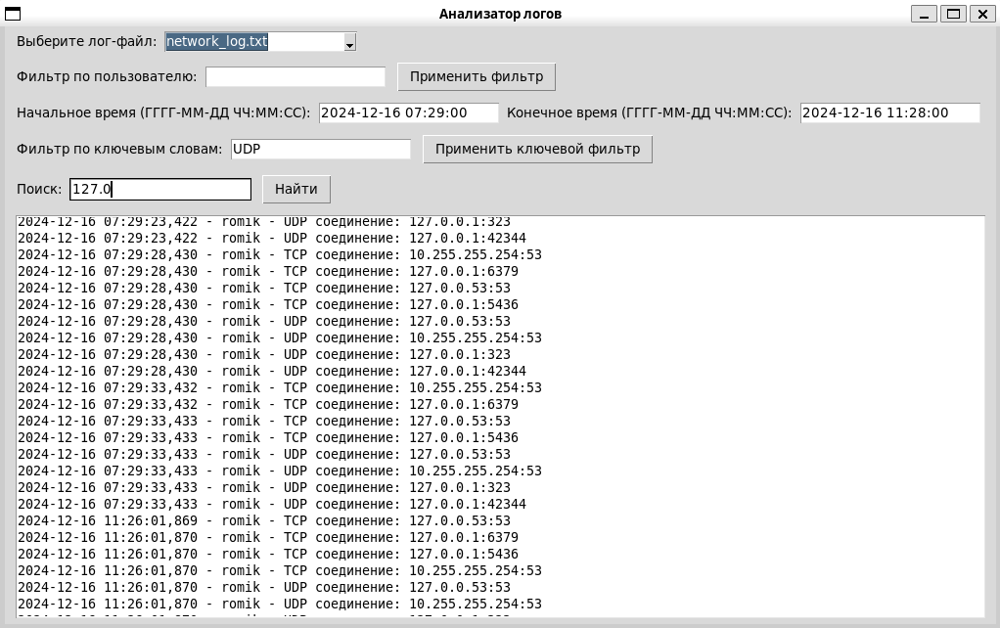 Анализатор логов
Выберите лог-файл: network_log.txt
Фильтр по пользователю: Применить фильтр
Начальное время (ГГГГ-ММ-ДД ЧЧ:ММ:СС): 2024-12-16 07:29:00 Конечное время (ГГГГ-ММ-ДД ЧЧ:ММ:СС): 2024-12-16 11:28:00
Фильтр по ключевым словам: UDP Применить ключевой фильтр
Поиск: 127.0 Найти
2024-12-16 07:29:23,422 - romik - UDP соединение: 127.0.0.1:323
2024-12-16 07:29:23,422 - romik - UDP соединение: 127.0.0.1:42344
2024-12-16 07:29:28,430 - romik - TCP соединение: 10.255.255.254:53
2024-12-16 07:29:28,430 - romik - TCP соединение: 127.0.0.1:6379
2024-12-16 07:29:28,430 - romik - TCP соединение: 127.0.0.53:53
2024-12-16 07:29:28,430 - romik - TCP соединение: 127.0.0.1:5436
2024-12-16 07:29:28,430 - romik - UDP соединение: 127.0.0.53:53
2024-12-16 07:29:28,430 - romik - UDP соединение: 10.255.255.254:53
2024-12-16 07:29:28,430 - romik - UDP соединение: 127.0.0.1:323
2024-12-16 07:29:28,430 - romik - UDP соединение: 127.0.0.1:42344
2024-12-16 07:29:33,432 - romik - TCP соединение: 10.255.255.254:53
2024-12-16 07:29:33,432 - romik - TCP соединение: 127.0.0.1:6379
2024-12-16 07:29:33,433 - romik - TCP соединение: 127.0.0.53:53
2024-12-16 07:29:33,433 - romik - TCP соединение: 127.0.0.1:5436
2024-12-16 07:29:33,433 - romik - UDP соединение: 127.0.0.53:53
2024-12-16 07:29:33,433 - romik - UDP соединение: 10.255.255.254:53
2024-12-16 07:29:33,433 - romik - UDP соединение: 127.0.0.1:323
2024-12-16 07:29:33,433 - romik - UDP соединение: 127.0.0.1:42344
2024-12-16 11:26:01,869 - romik - TCP соединение: 127.0.0.53:53
2024-12-16 11:26:01,870 - romik - TCP соединение: 127.0.0.1:6379
2024-12-16 11:26:01,870 - romik - TCP соединение: 127.0.0.1:5436
2024-12-16 11:26:01,870 - romik - TCP соединение: 10.255.255.254:53
2024-12-16 11:26:01,870 - romik - UDP соединение: 127.0.0.53:53
2024-12-16 11:26:01,870 - romik - UDP соединение: 10.255.255.254:53